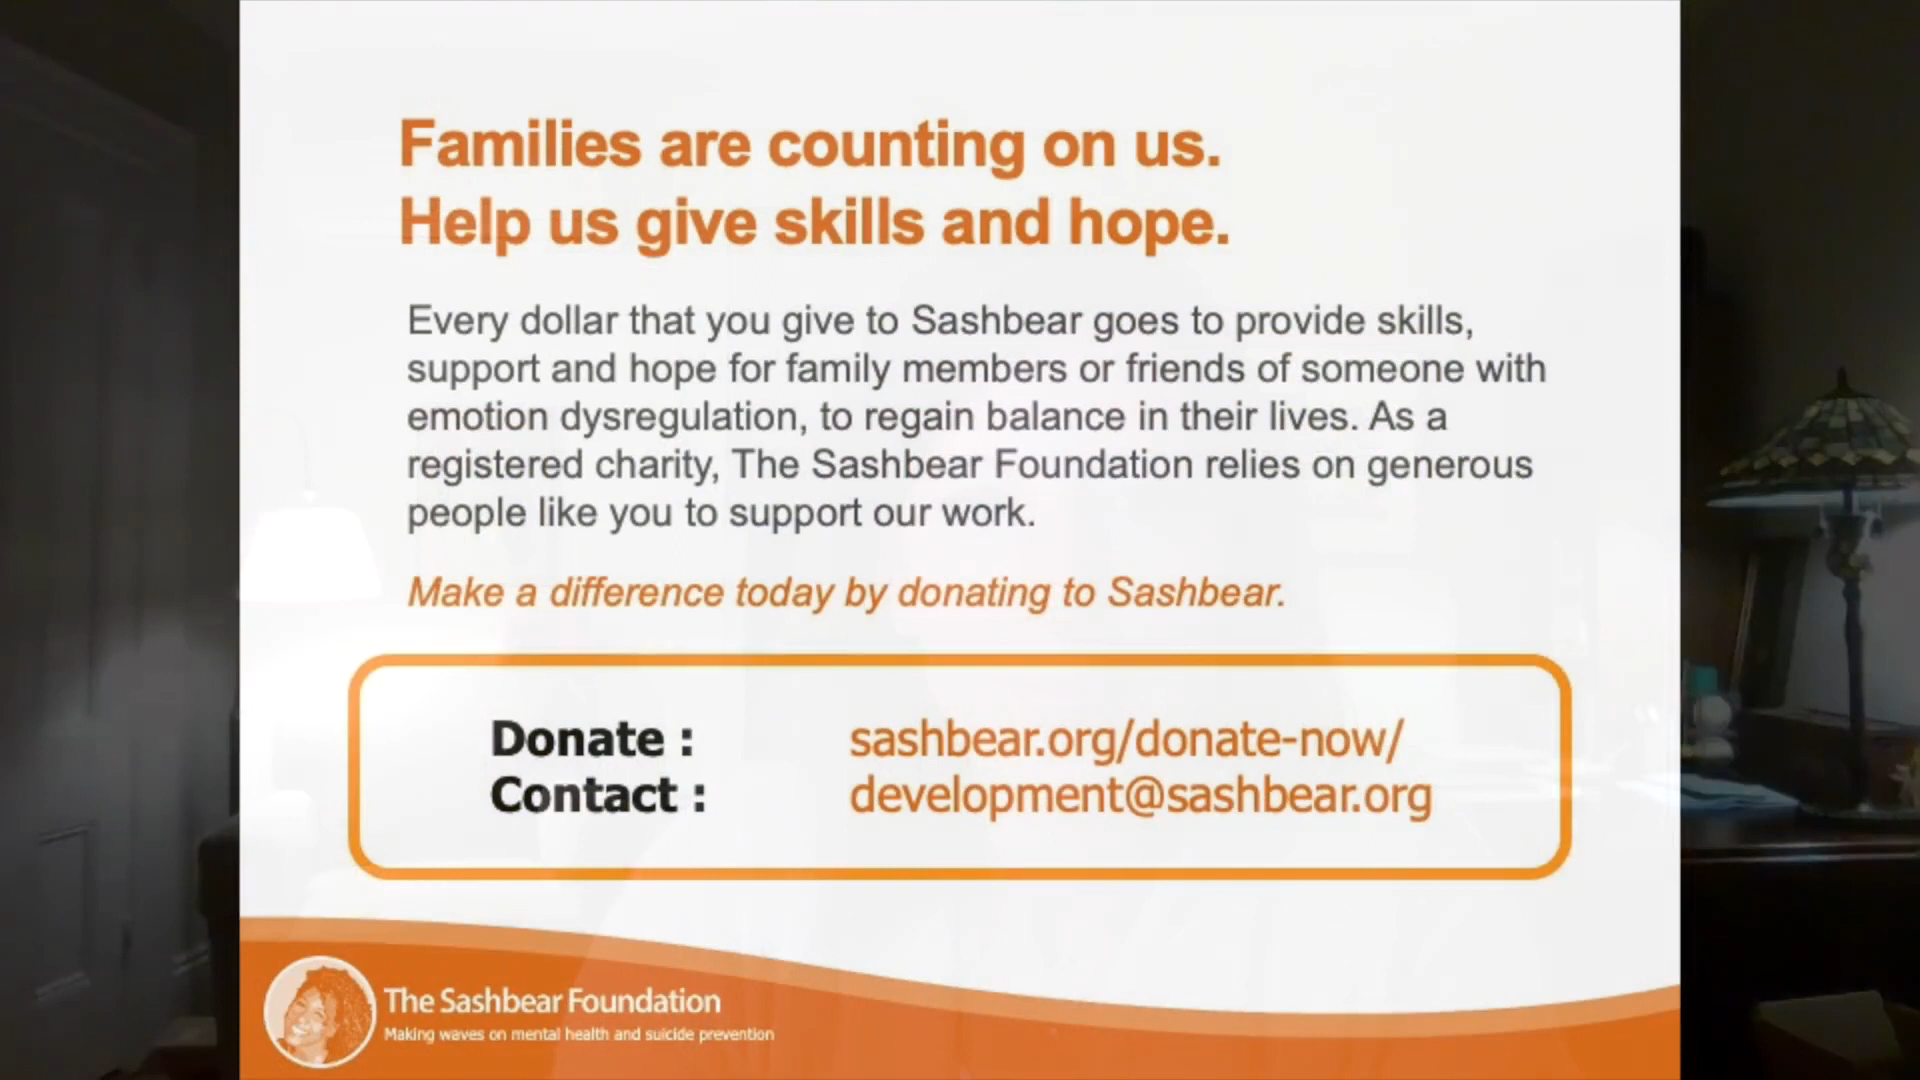 Families are counting on us.
Help us give skills and hope.
Every dollar that you give to Sashbear goes to provide skills,
support and hope for family members or friends of someone with
emotion dysregulation, to regain balance in their lives. As a
registered charity, The Sashbear Foundation relies on generous
people like you to support our work.
Make a difference today by donating to Sashbear.
Donate : sashbear.org/donate-now/
Contact : development@sashbear.org
The Sashbear Foundation
Making waves on mental health and suicide prevention